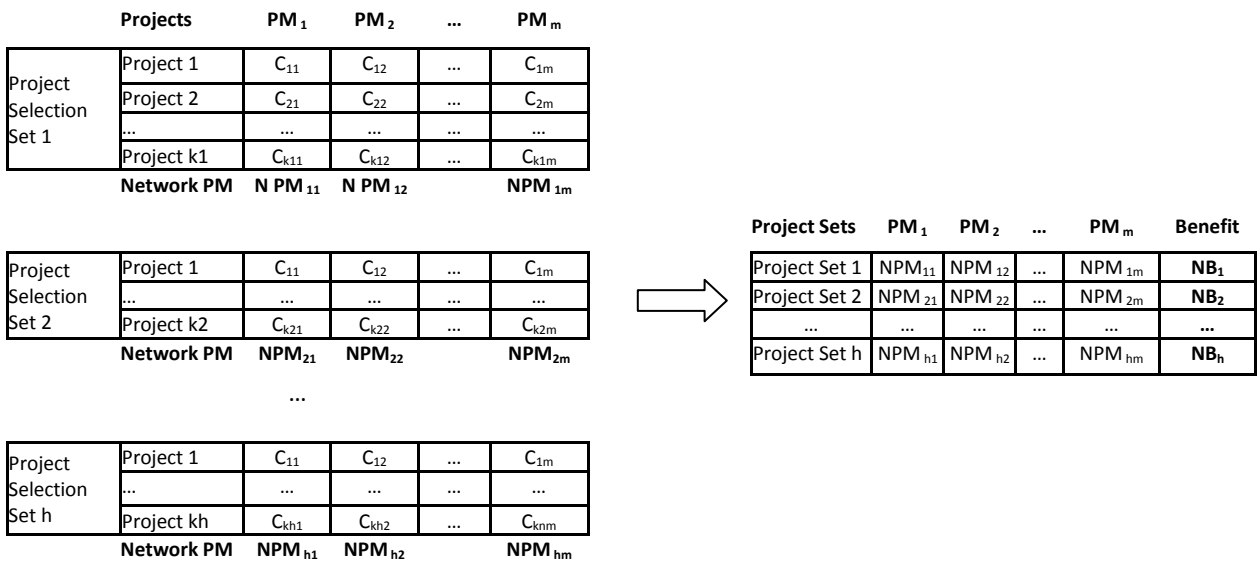 Projects PM 1 PM 2 ... PM m
Project Selection Set 1
Project 1 C11 C12 ... C1m
Project 2 C21 C22 ... C2m
... ... ... ... ...
Project k1 Ck11 Ck12 ... Ck1m
Network PM N PM 11 N PM 12 NPM 1m
Project Selection Set 2
Project 1 C11 C12 ... C1m
... ... ... ... ...
Project k2 Ck21 Ck22 ... Ck2m
Network PM NPM21 NPM22 NPM2m
...
Project Selection Set h
Project 1 C11 C12 ... C1m
... ... ... ... ...
Project kh Ckh1 Ckh2 ... Cknm
Network PM NPM h1 NPM h2 NPM hm
Project Sets PM 1 PM 2 ... PM m Benefit
Project Set 1 NPM11 NPM 12 ... NPM 1m NB1
Project Set 2 NPM 21 NPM 22 ... NPM 2m NB2
... ... ... ... ... ...
Project Set h NPM h1 NPM h2 ... NPM hm NBh